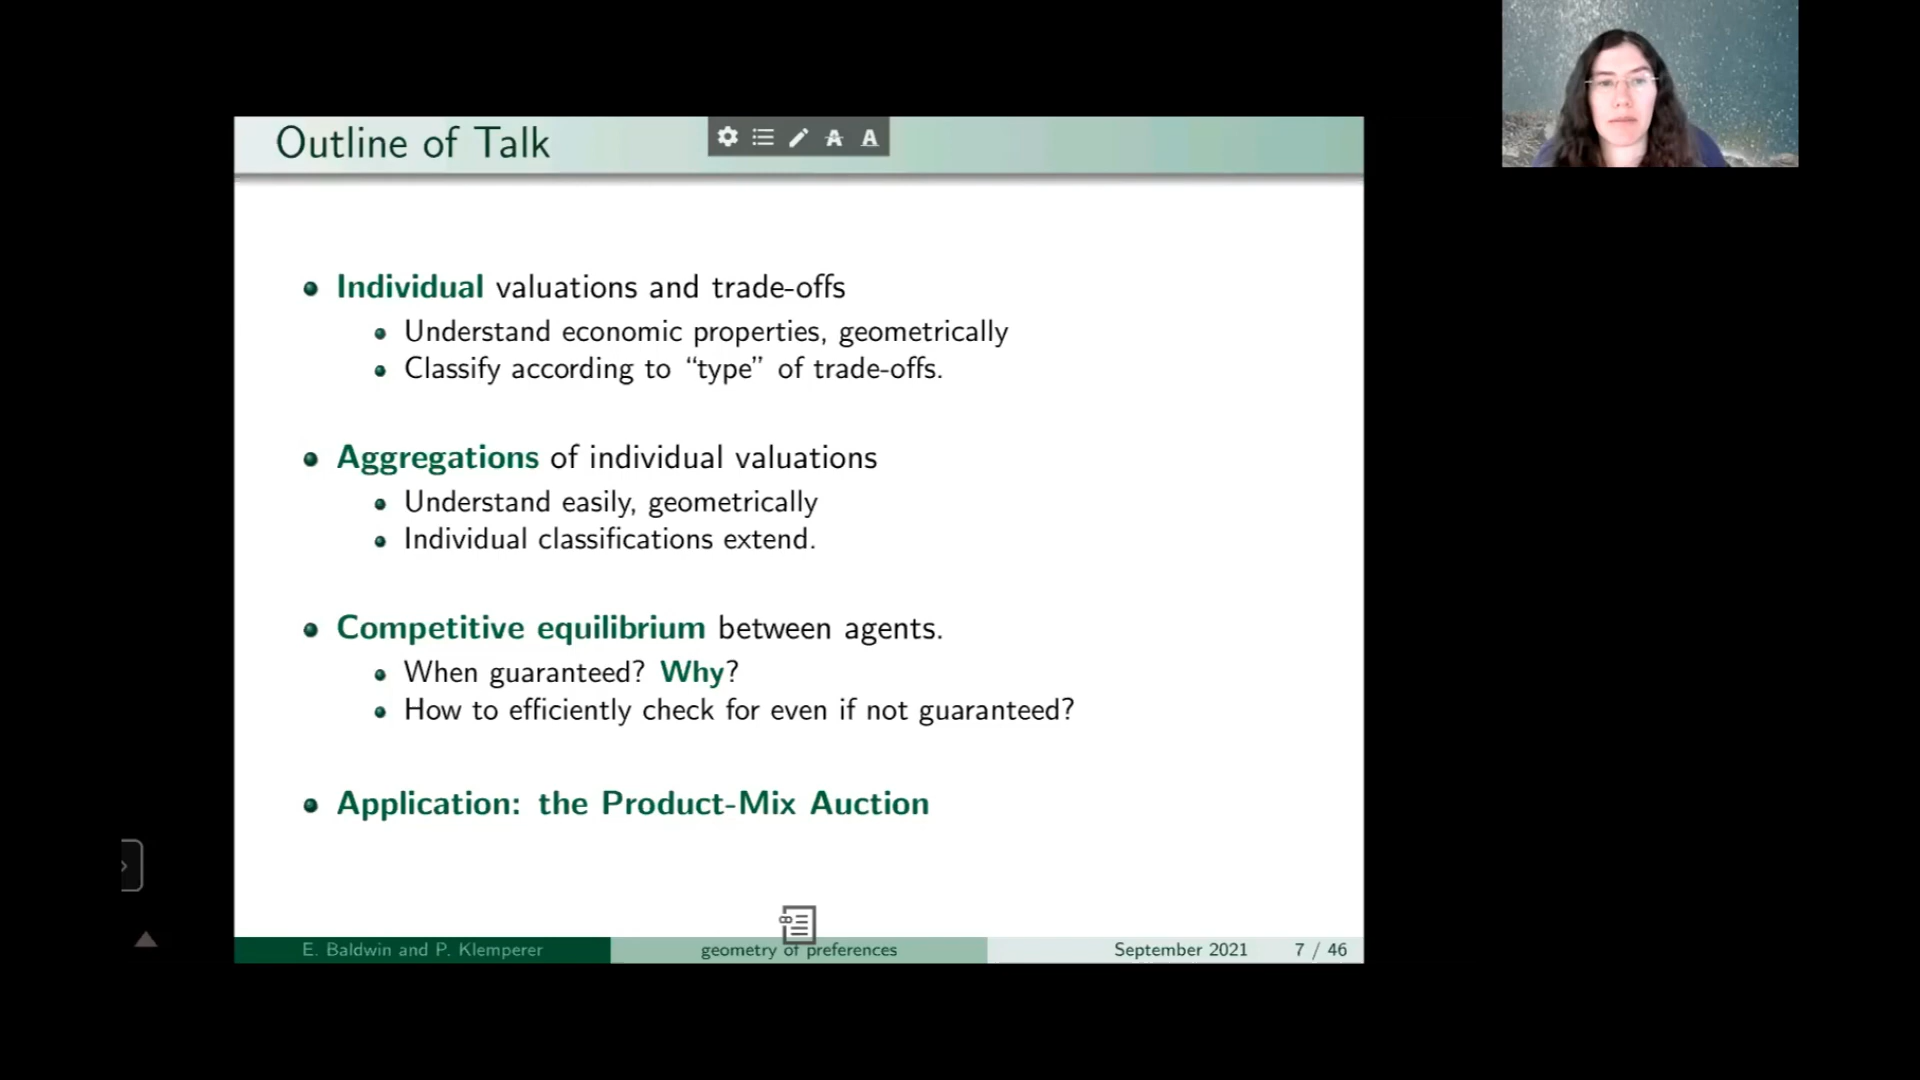 Outline of Talk
Individual valuations and trade-offs
Understand economic properties, geometrically
Classify according to “type” of trade-offs.
Aggregations of individual valuations
Understand easily, geometrically
Individual classifications extend.
Competitive equilibrium between agents.
When guaranteed? Why?
How to efficiently check for even if not guaranteed?
Application: the Product-Mix Auction
E. Baldwin and P. Klemperer
geometry of preferences
September 2021
7 / 46